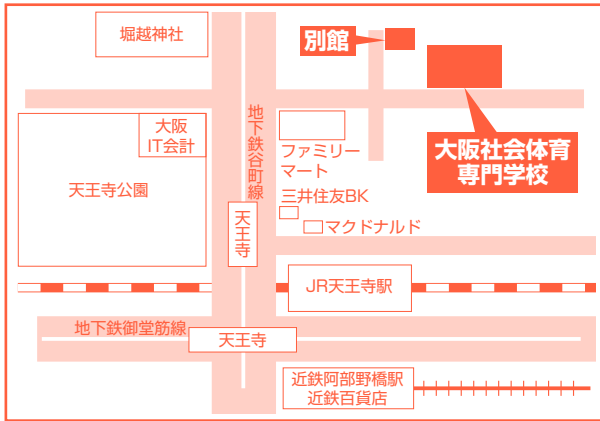 堀越神社
別館
大阪
IT会計
地下鉄谷町線
ファミリー
マート
大阪社会体育
専門学校
天王寺公園
三井住友BK
マクドナルド
天王寺
JR天王寺駅
地下鉄御堂筋線
天王寺
近鉄阿部野橋駅
近鉄百貨店